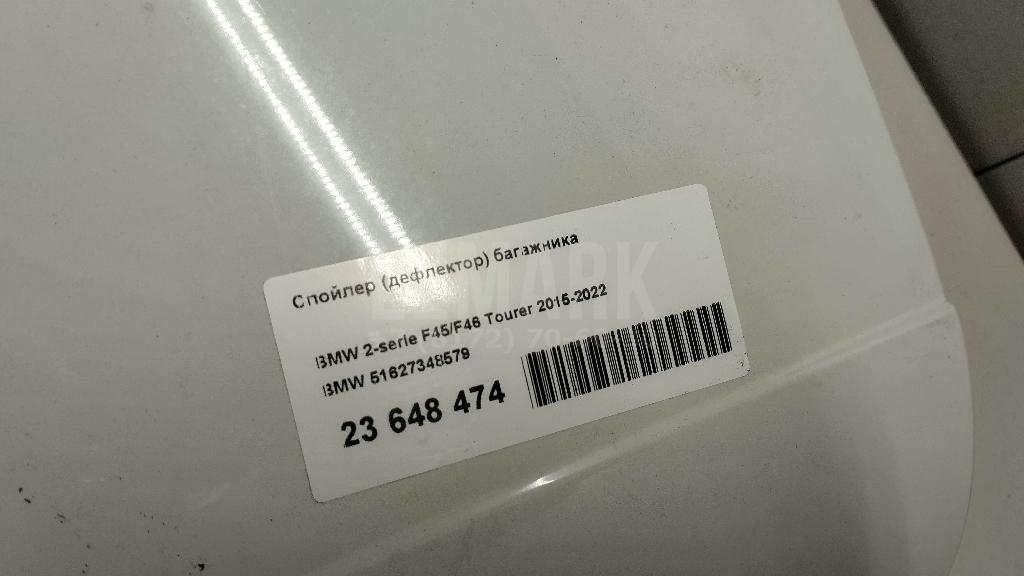 Спойлер (дефлектор) багажника
BMW 2-serie F45/F46 Tourer 2015-2022
BMW 51627348579
23 648 474